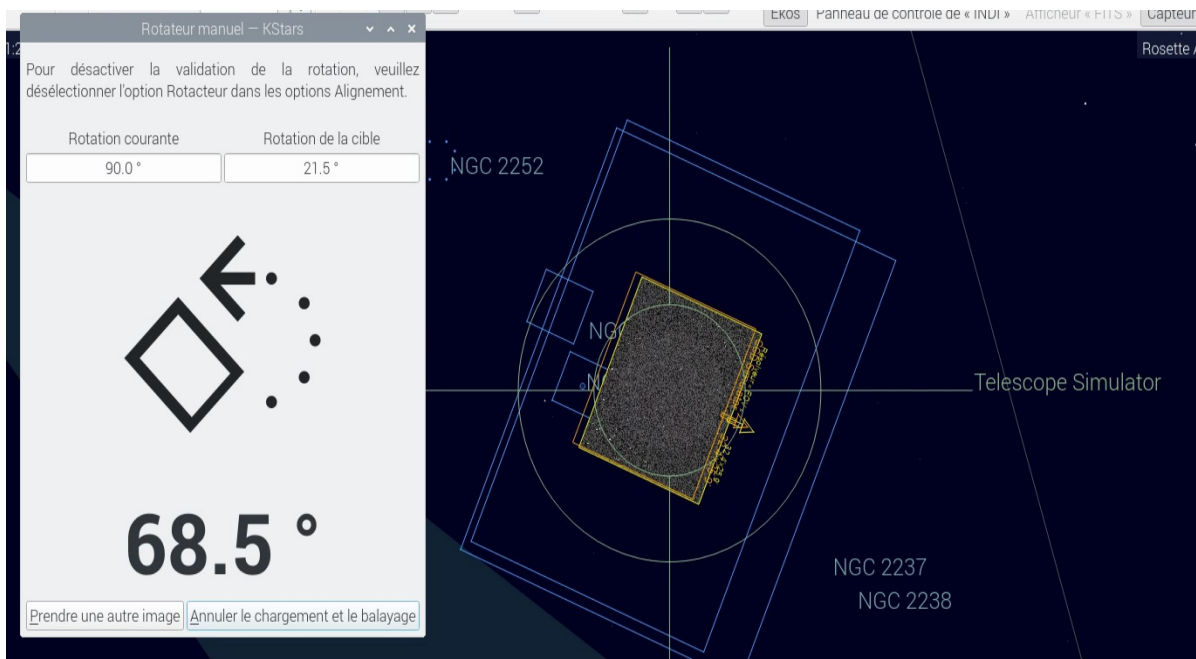 Ekos Panneau de contrôle de « INDI » Afficheur « FITS » Capteur
Rotateur manuel — KStars
Rosette
Pour désactiver la validation de la rotation, veuillez
désélectionner l'option Rotacteur dans les options Alignement.
Rotation courante Rotation de la cible
90.0 ° 21.5 °
NGC 2252
Telescope Simulator
68.5 °
NGC 2237
NGC 2238
Prendre une autre image Annuler le chargement et le balayage